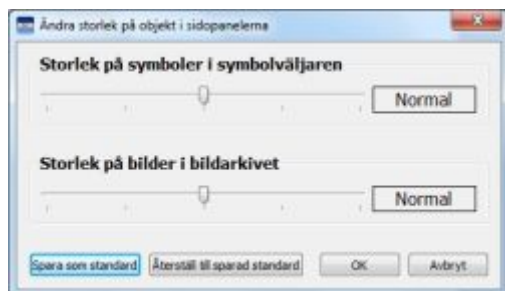 Ändra storlek på objekt i sidopanelerna
Storlek på symboler i symbolväljaren
Normal
Storlek på bilder i bildarkivet
Normal
Spara som standard Återställ till sparad standard OK Avbryt